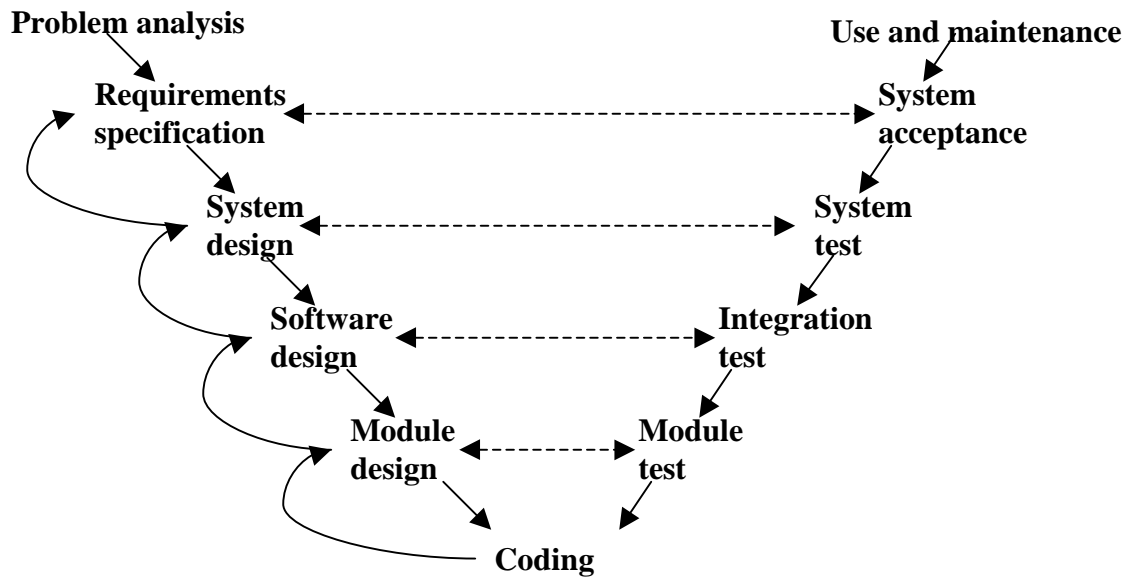 Problem analysis
Use and maintenance
Requirements
specification
System
acceptance
System
design
System
test
Software
design
Integration
test
Module
design
Module
test
Coding